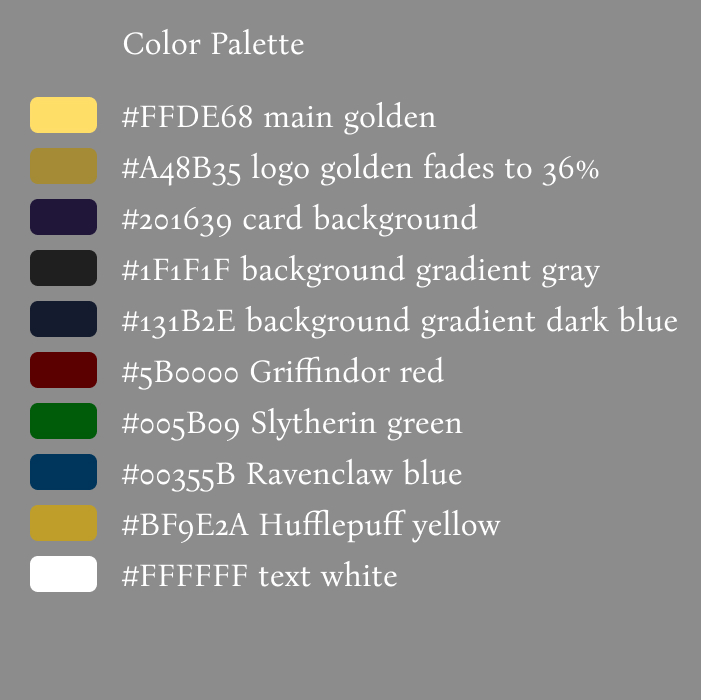 Color Palette
#FFDE68 main golden
#A48B35 logo golden fades to 36%
#201639 card background
#1F1F1F background gradient gray
#131B2E background gradient dark blue
#5B0000 Griffindor red
#005B09 Slytherin green
#00355B Ravenclaw blue
#BF9E2A Hufflepuff yellow
#FFFFFF text white